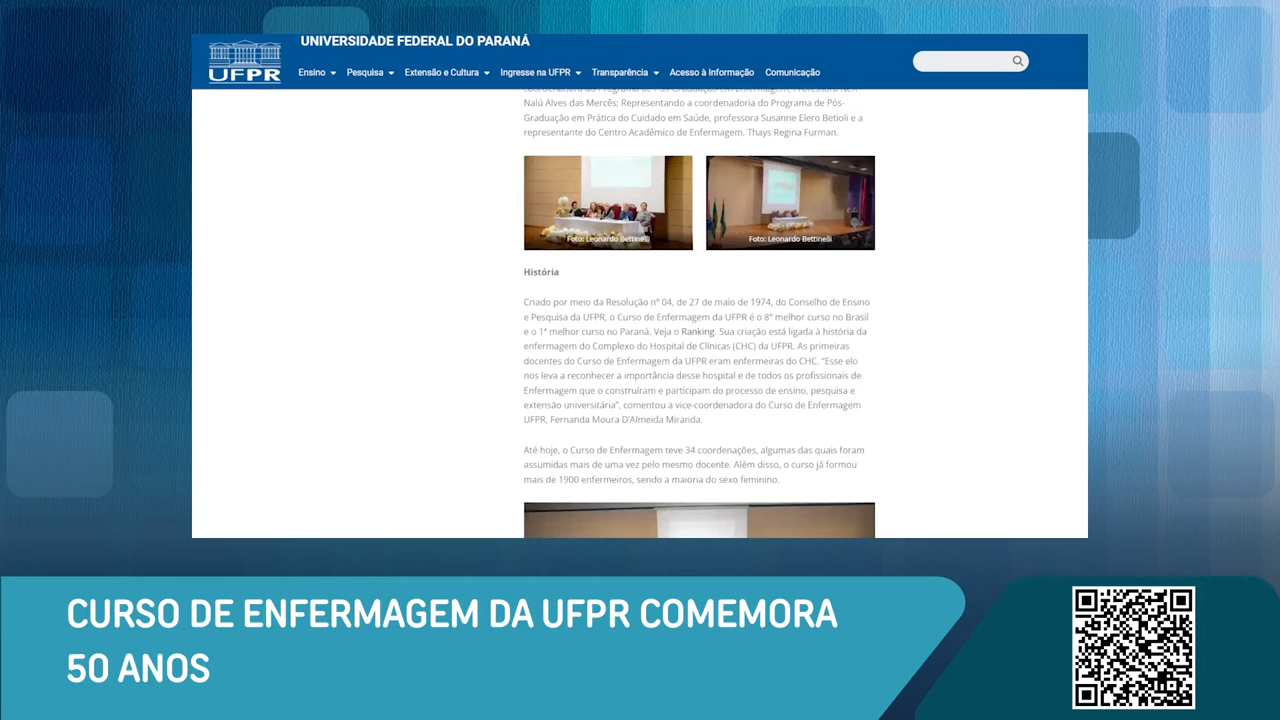 UNIVERSIDADE FEDERAL DO PARANÁ
UFPR
Ensino
Pesquisa
Extensão e Cultura
Ingresse na UFPR
Transparência
Acesso à Informação
Comunicação
Nalú Alves das Mercês; Representando a coordenadoria do Programa de Pós-
Graduação em Prática do Cuidado em Saúde, professora Susanne Elero Betioli e a
representante do Centro Acadêmico de Enfermagem, Thays Regina Furman.
Foto: Leonardo Bettinelli
Foto: Leonardo Bettinelli
História
Criado por meio da Resolução nº 04, de 27 de maio de 1974, do Conselho de Ensino
e Pesquisa da UFPR, o Curso de Enfermagem da UFPR é o 8º melhor curso no Brasil
e o 1º melhor curso no Paraná. Veja o Ranking. Sua criação está ligada à história da
enfermagem do Complexo do Hospital de Clínicas (CHC) da UFPR. As primeiras
docentes do Curso de Enfermagem da UFPR eram enfermeiras do CHC. “Esse elo
nos leva a reconhecer a importância desse hospital e de todos os profissionais de
Enfermagem que o construíram e participam do processo de ensino, pesquisa e
extensão universitária”, comentou a vice-coordenadora do Curso de Enfermagem
UFPR, Fernanda Moura D’Almeida Miranda.
Até hoje, o Curso de Enfermagem teve 34 coordenações, algumas das quais foram
assumidas mais de uma vez pelo mesmo docente. Além disso, o curso já formou
mais de 1900 enfermeiros, sendo a maioria do sexo feminino.
CURSO DE ENFERMAGEM DA UFPR COMEMORA
50 ANOS